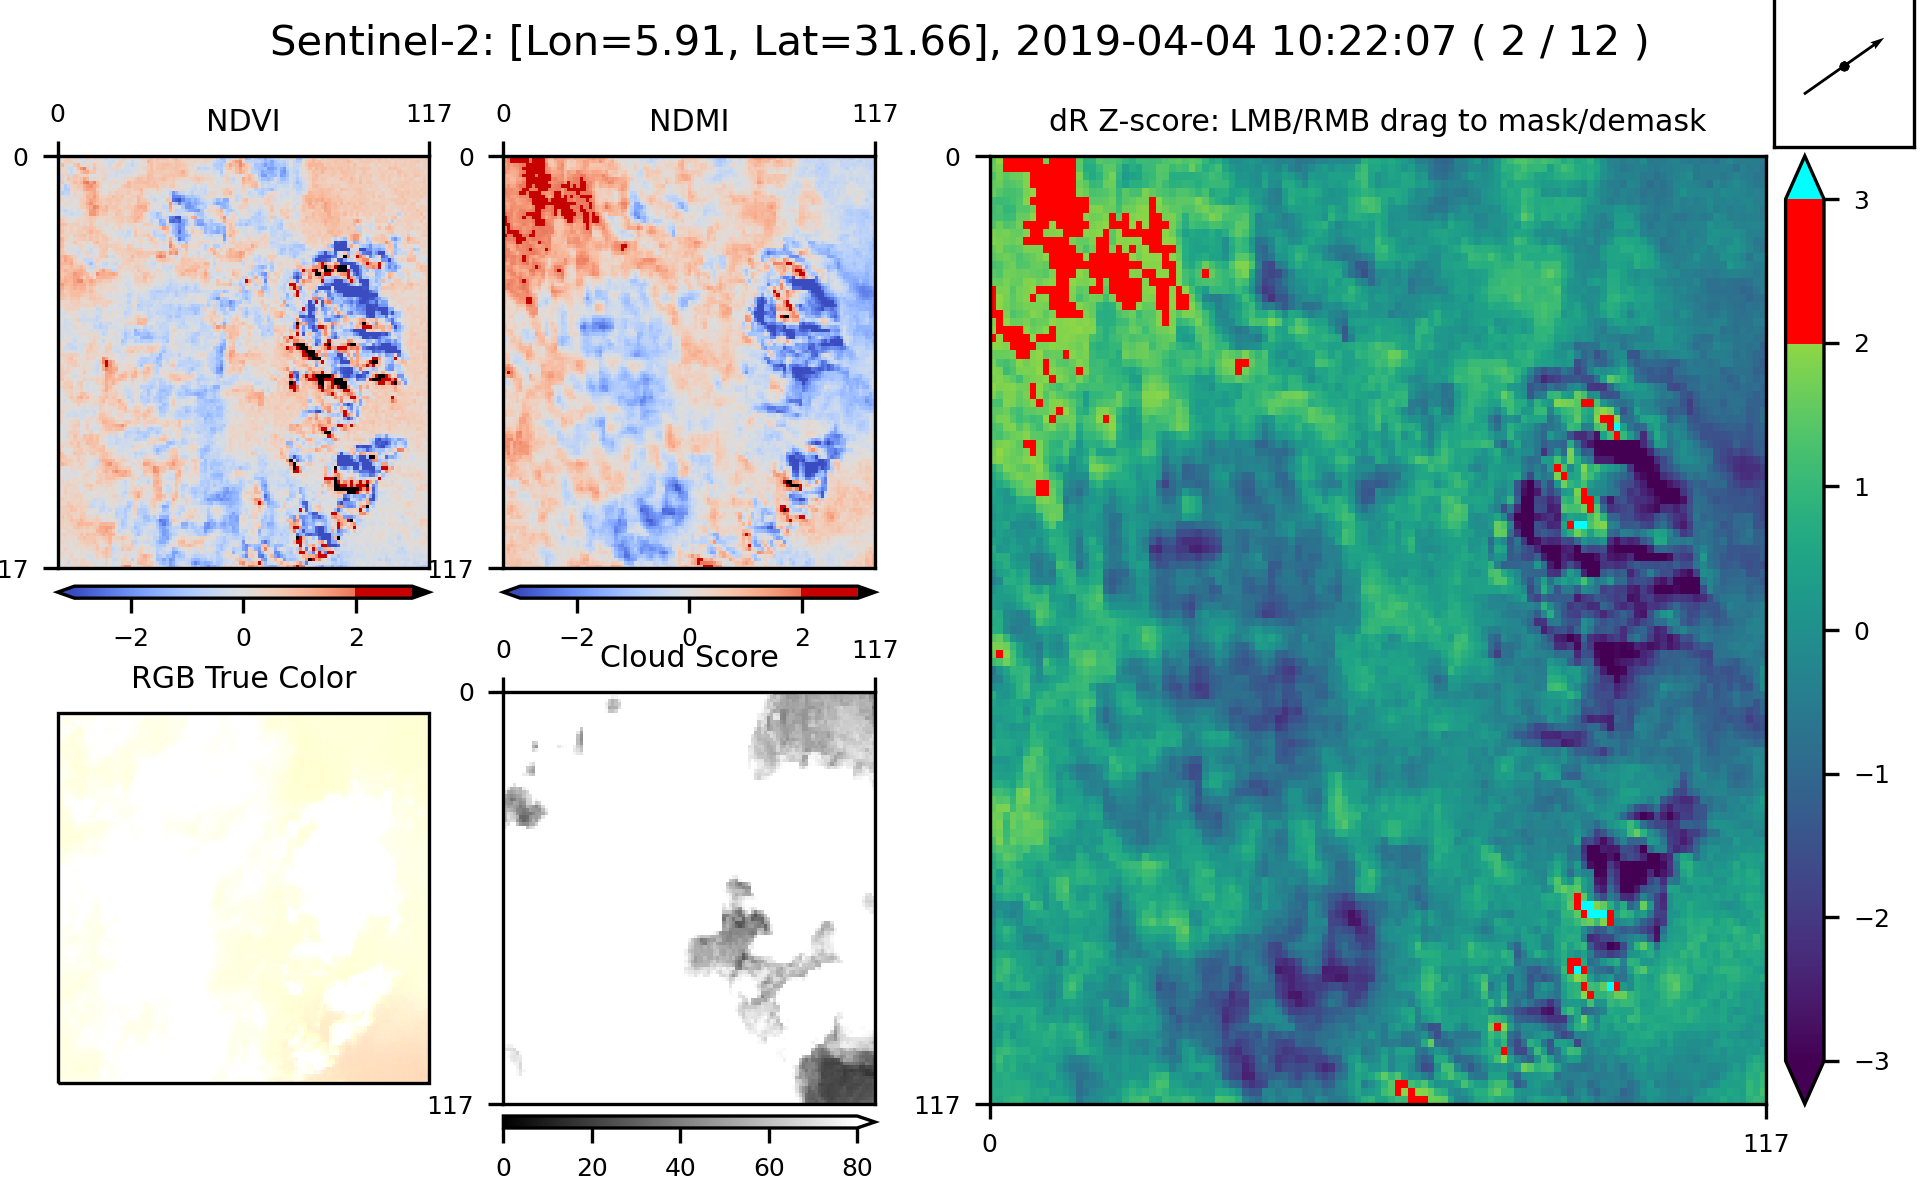 Sentinel-2: [Lon=5.91, Lat=31.66], 2019-04-04 10:22:07 ( 2 / 12 )
0 NDVI 117
0 NDMI 117
dR Z-score: LMB/RMB drag to mask/demask
0
0
0
3
2
1
0
−1
−2
−3
17
117
−2 0 2
−2 0 2
RGB True Color
0 Cloud Score 117
0
117
0 20 40 60 80
117
0 117